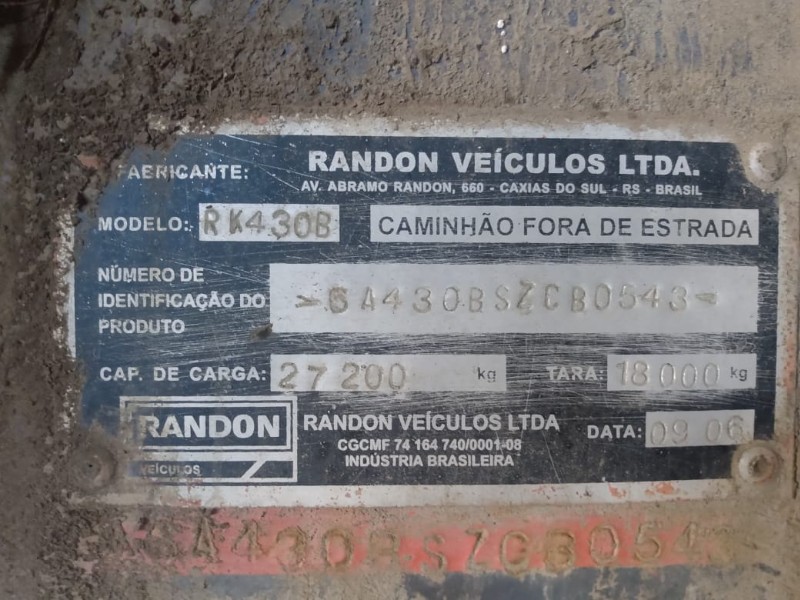 FABRICANTE: RANDON VEÍCULOS LTDA.
AV. ABRAMO RANDON, 660 - CAXIAS DO SUL - RS - BRASIL
MODELO: RK430B CAMINHÃO FORA DE ESTRADA
NÚMERO DE
IDENTIFICAÇÃO DO
PRODUTO
>SA430BSZCB0543<
CAP. DE CARGA: 27 200 kg TARA: 18 000 kg
RANDON
VEÍCULOS
RANDON VEÍCULOS LTDA
CGCMF 74 164 740/0001-08
INDÚSTRIA BRASILEIRA
DATA: 09 06